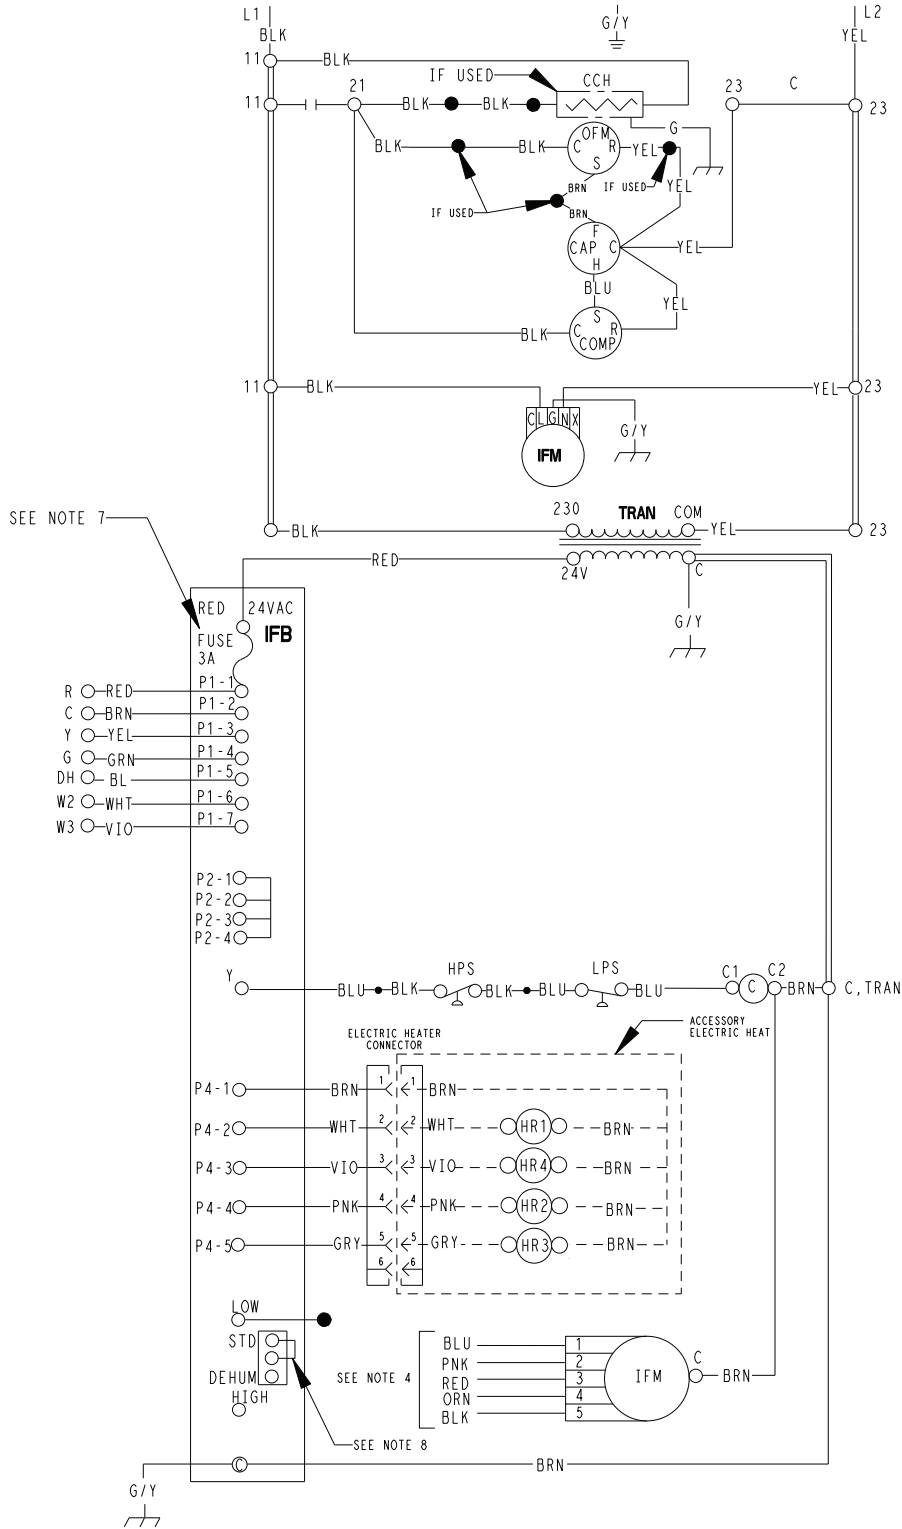 L1
G/Y
L2
BLK
YEL
11
BLK
IF USED
CCH
21
23
C
11
BLK
BLK
23
G
OFM
BLK
BLK
C
R
YEL
S
BRN
IF USED
YEL
IF USED
BRN
F
CAP
C
YEL
H
BLU
YEL
S
C
R
BLK
COMP
11
BLK
YEL
23
C L G N X
G/Y
IFM
230
TRAN
COM
SEE NOTE 7
BLK
YEL
23
RED
24V
C
RED
24VAC
G/Y
FUSE
3A
IFB
R
RED
P1-1
C
BRN
P1-2
Y
YEL
P1-3
G
GRN
P1-4
DH
BL
P1-5
W2
WHT
P1-6
W3
VIO
P1-7
P2-1
P2-2
P2-3
P2-4
HPS
LPS
C1
C2
Y
BLU
BLK
BLK
BLU
BLU
C
BRN
C,TRAN
ELECTRIC HEATER
CONNECTOR
ACCESSORY
ELECTRIC HEAT
P4-1
BRN
1
1
BRN
P4-2
WHT
2
2
WHT
HR1
BRN
P4-3
VIO
3
3
VIO
HR4
BRN
P4-4
PNK
4
4
PNK
HR2
BRN
P4-5
GRY
5
5
GRY
HR3
BRN
6
6
LOW
STD
DEHUM
HIGH
SEE NOTE 4
BLU
1
PNK
2
RED
3
ORN
4
BLK
5
IFM
C
BRN
SEE NOTE 8
C
BRN
G/Y